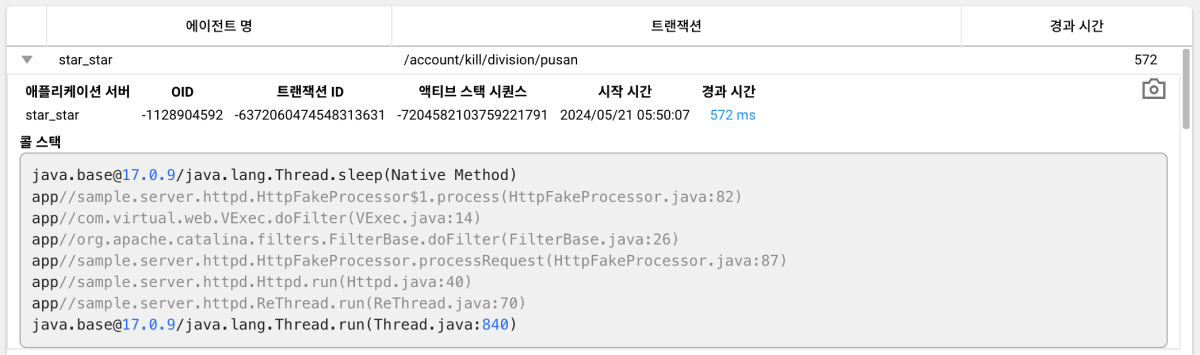 에이전트 명 트랜잭션 경과 시간
star_star /account/kill/division/pusan 572
애플리케이션 서버 OID 트랜잭션 ID 액티브 스택 시퀀스 시작 시간 경과 시간
star_star -1128904592 -6372060474548313631 -7204582103759221791 2024/05/21 05:50:07 572 ms
콜 스택
java.base@17.0.9/java.lang.Thread.sleep(Native Method)
app//sample.server.httpd.HttpFakeProcessor$1.process(HttpFakeProcessor.java:82)
app//com.virtual.web.VExec.doFilter(VExec.java:14)
app//org.apache.catalina.filters.FilterBase.doFilter(FilterBase.java:26)
app//sample.server.httpd.HttpFakeProcessor.processRequest(HttpFakeProcessor.java:87)
app//sample.server.httpd.Httpd.run(Httpd.java:40)
app//sample.server.httpd.ReThread.run(ReThread.java:70)
java.base@17.0.9/java.lang.Thread.run(Thread.java:840)